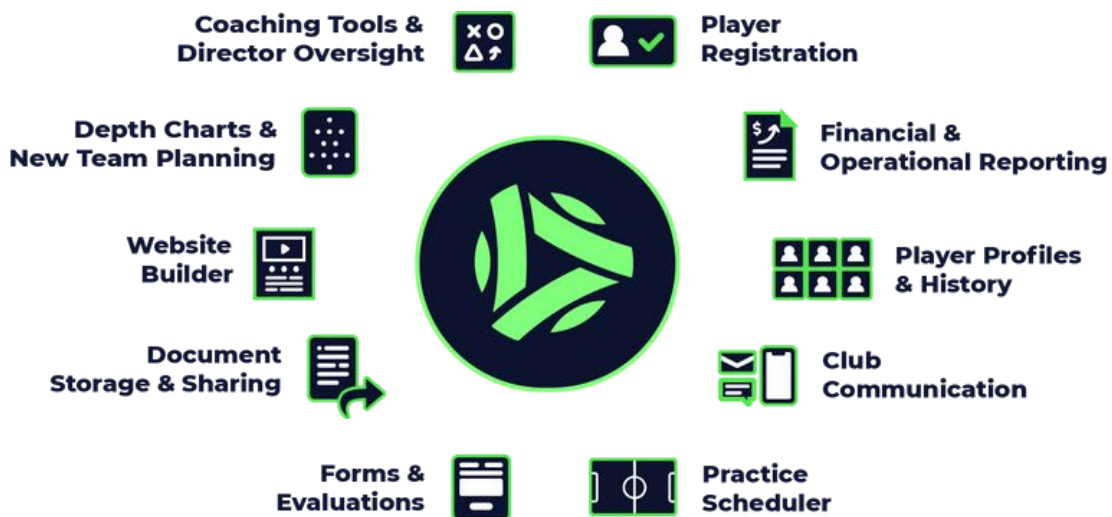 Coaching Tools &
Director Oversight
Player
Registration
Depth Charts &
New Team Planning
Financial &
Operational Reporting
Website
Builder
Player Profiles
& History
Document
Storage & Sharing
Club
Communication
Forms &
Evaluations
Practice
Scheduler